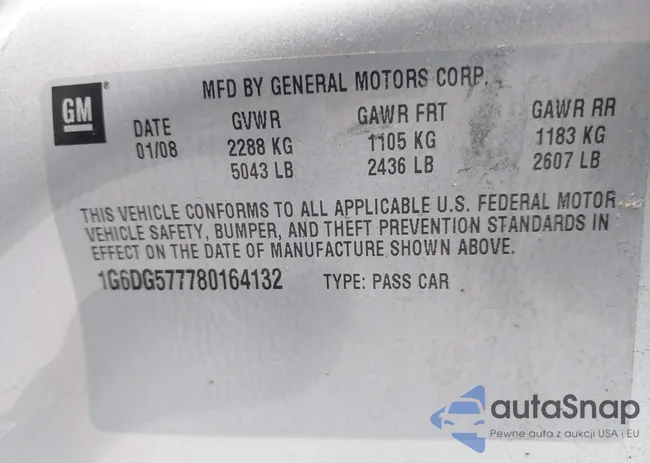 GM ®
MFD BY GENERAL MOTORS CORP.
DATE GVWR GAWR FRT GAWR RR
01/08 2288 KG 1105 KG 1183 KG
5043 LB 2436 LB 2607 LB
THIS VEHICLE CONFORMS TO ALL APPLICABLE U.S. FEDERAL MOTOR
VEHICLE SAFETY, BUMPER, AND THEFT PREVENTION STANDARDS IN
EFFECT ON THE DATE OF MANUFACTURE SHOWN ABOVE.
1G6DG577780164132 TYPE: PASS CAR
autaSnap
Pewne auta z aukcji USA i EU